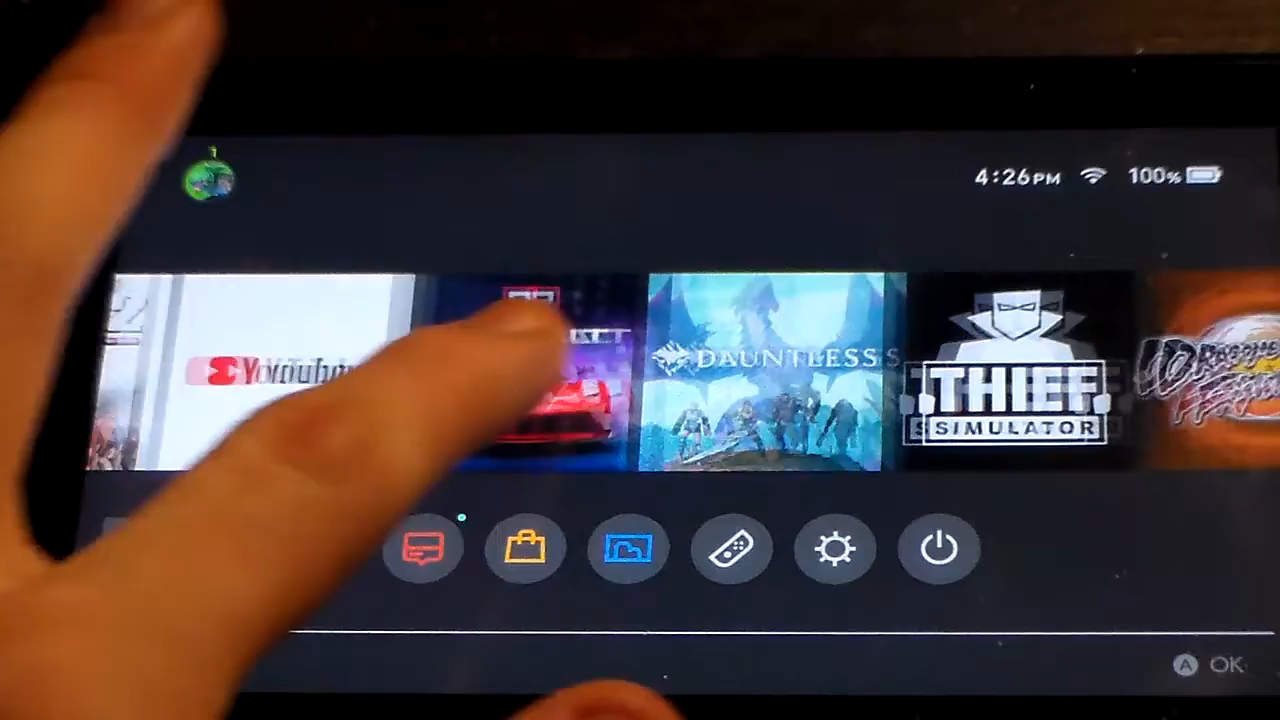 4:26PM 100%
YouTube
DAUNTLESS
THIEF
SIMULATOR
A OK